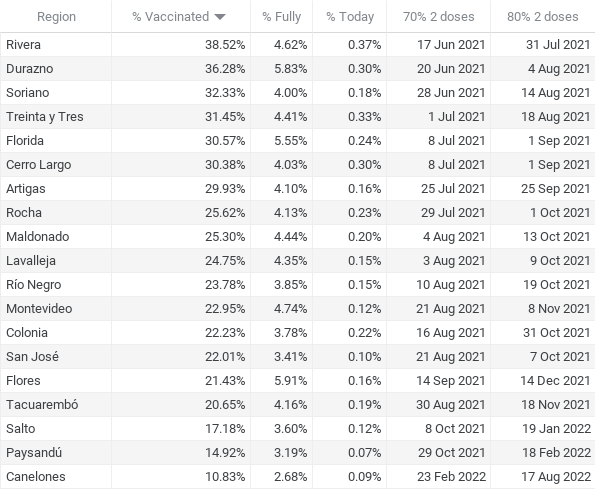 Region % Vaccinated % Fully % Today 70% 2 doses 80% 2 doses
Rivera 38.52% 4.62% 0.37% 17 Jun 2021 31 Jul 2021
Durazno 36.28% 5.83% 0.30% 20 Jun 2021 4 Aug 2021
Soriano 32.33% 4.00% 0.18% 28 Jun 2021 14 Aug 2021
Treinta y Tres 31.45% 4.41% 0.33% 1 Jul 2021 18 Aug 2021
Florida 30.57% 5.55% 0.24% 8 Jul 2021 1 Sep 2021
Cerro Largo 30.38% 4.03% 0.30% 8 Jul 2021 1 Sep 2021
Artigas 29.93% 4.10% 0.16% 25 Jul 2021 25 Sep 2021
Rocha 25.62% 4.13% 0.23% 29 Jul 2021 1 Oct 2021
Maldonado 25.30% 4.44% 0.20% 4 Aug 2021 13 Oct 2021
Lavalleja 24.75% 4.35% 0.15% 3 Aug 2021 9 Oct 2021
Río Negro 23.78% 3.85% 0.15% 10 Aug 2021 19 Oct 2021
Montevideo 22.95% 4.74% 0.12% 21 Aug 2021 8 Nov 2021
Colonia 22.23% 3.78% 0.22% 16 Aug 2021 31 Oct 2021
San José 22.01% 3.41% 0.10% 21 Aug 2021 7 Oct 2021
Flores 21.43% 5.91% 0.16% 14 Sep 2021 14 Dec 2021
Tacuarembó 20.65% 4.16% 0.19% 30 Aug 2021 18 Nov 2021
Salto 17.18% 3.60% 0.12% 8 Oct 2021 19 Jan 2022
Paysandú 14.92% 3.19% 0.07% 29 Oct 2021 18 Feb 2022
Canelones 10.83% 2.68% 0.09% 23 Feb 2022 17 Aug 2022